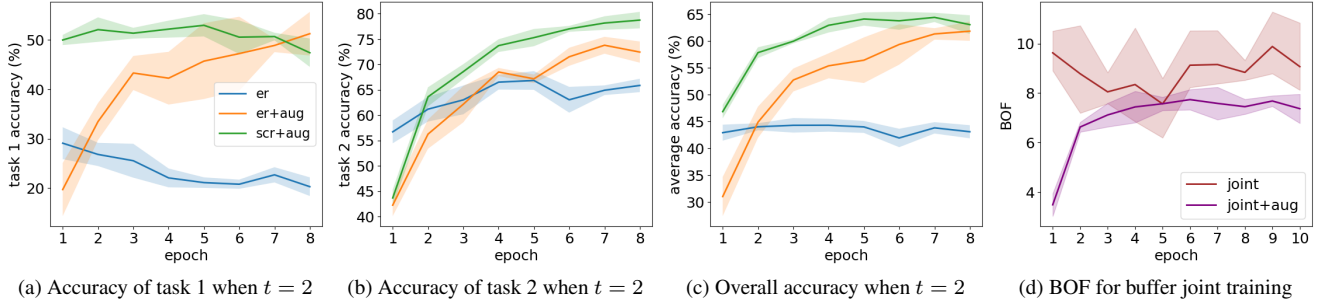 50
40
30
20
task 1 accuracy (%)
er
er+aug
scr+aug
1 2 3 4 5 6 7 8
epoch
(a) Accuracy of task 1 when t = 2
80
75
70
65
60
55
50
45
40
task 2 accuracy (%)
1 2 3 4 5 6 7 8
epoch
(b) Accuracy of task 2 when t = 2
65
60
55
50
45
40
35
30
average accuracy (%)
1 2 3 4 5 6 7 8
epoch
(c) Overall accuracy when t = 2
10
8
6
4
BOF
joint
joint+aug
1 2 3 4 5 6 7 8 9 10
epoch
(d) BOF for buffer joint training